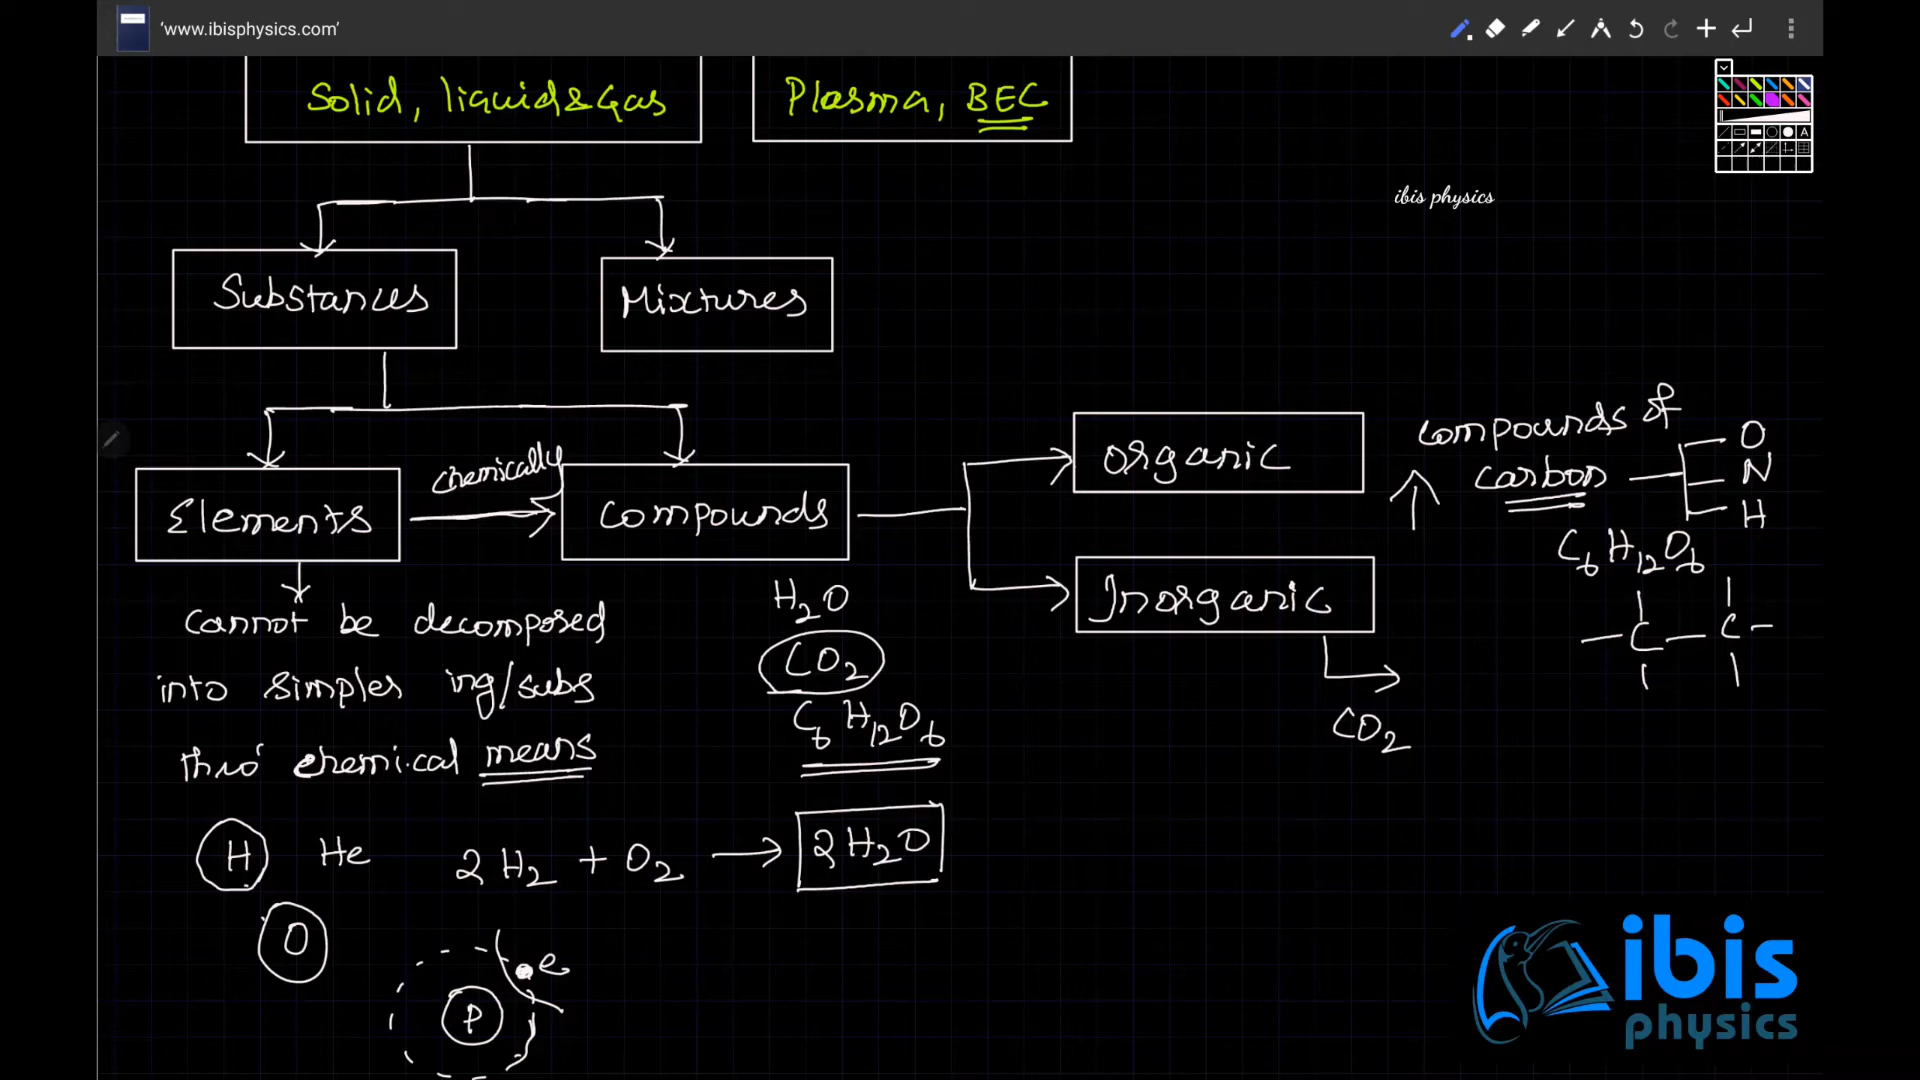 'www.ibisphysics.com'
Solid, liquid & Gas
Plasma, BEC
ibis physics
Substances
Mixtures
Elements
chemically
Compounds
organic
Inorganic
compounds of
carbon
O
N
H
C6H12O6
C C
CO2
cannot be decomposed
into simples ing/subs
thro' chemical means
H2O
CO2
C6H12O6
H He 2H2 + O2 → 2H2O
O
e
P
A
ibis
physics